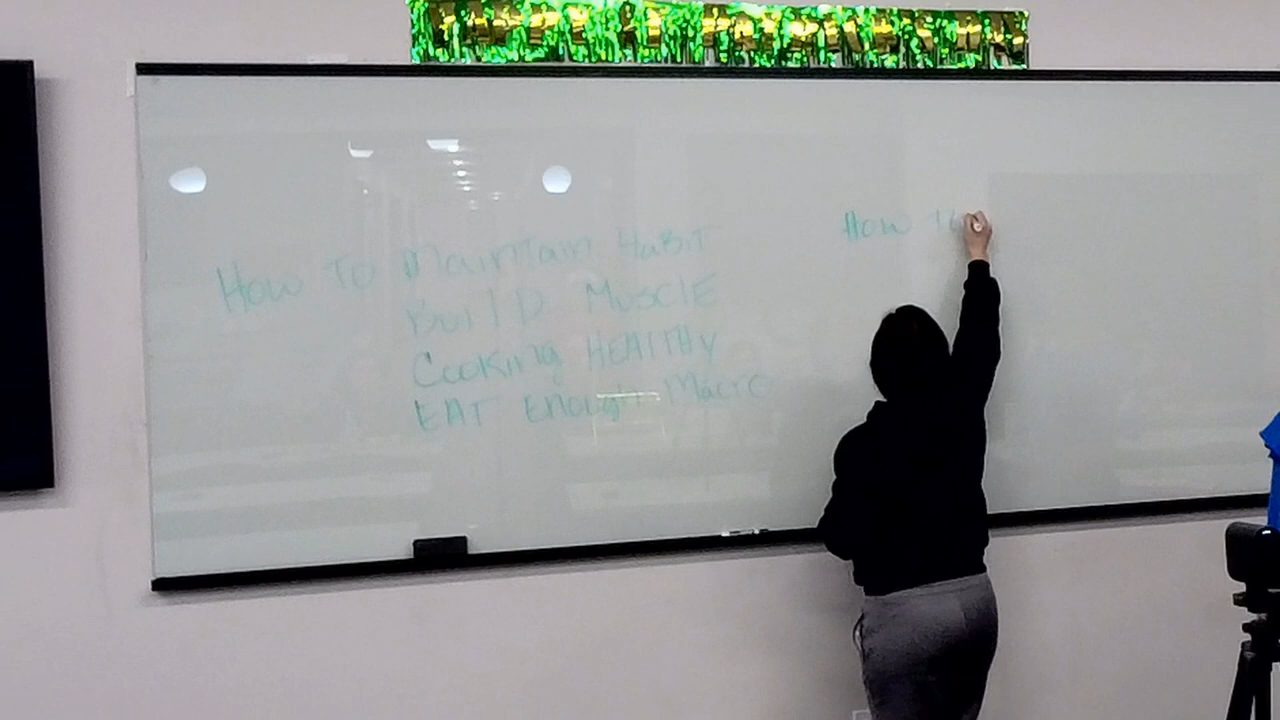 How To Maintain Habit
Build Muscle
Cooking HEAlTHy
EAT Enough Macro
How To